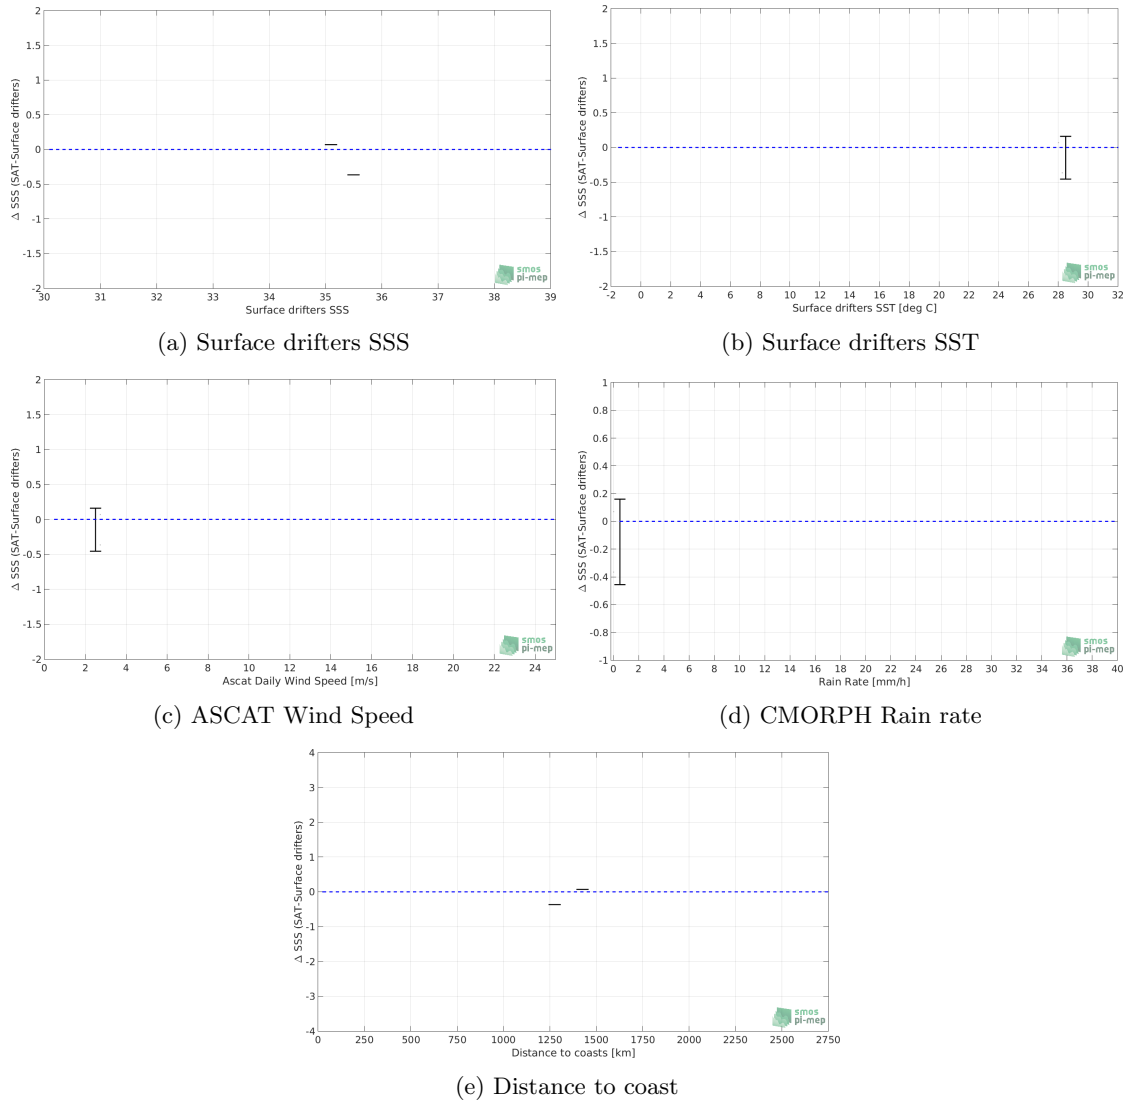 2
1.5
1
0.5
0
-0.5
-1
-1.5
-2
Δ SSS (SAT-Surface drifters)
30 31 32 33 34 35 36 37 38 39
Surface drifters SSS
smos
pi-mep
(a) Surface drifters SSS
2
1.5
1
0.5
0
-0.5
-1
-1.5
-2
Δ SSS (SAT-Surface drifters)
-2 0 2 4 6 8 10 12 14 16 18 20 22 24 26 28 30 32
Surface drifters SST [deg C]
smos
pi-mep
(b) Surface drifters SST
2
1.5
1
0.5
0
-0.5
-1
-1.5
-2
Δ SSS (SAT-Surface drifters)
0 2 4 6 8 10 12 14 16 18 20 22 24
Ascat Daily Wind Speed [m/s]
smos
pi-mep
(c) ASCAT Wind Speed
1
0.8
0.6
0.4
0.2
0
-0.2
-0.4
-0.6
-0.8
-1
Δ SSS (SAT-Surface drifters)
0 2 4 6 8 10 12 14 16 18 20 22 24 26 28 30 32 34 36 38 40
Rain Rate [mm/h]
smos
pi-mep
(d) CMORPH Rain rate
4
3
2
1
0
-1
-2
-3
-4
Δ SSS (SAT-Surface drifters)
0 250 500 750 1000 1250 1500 1750 2000 2250 2500 2750
Distance to coasts [km]
smos
pi-mep
(e) Distance to coast